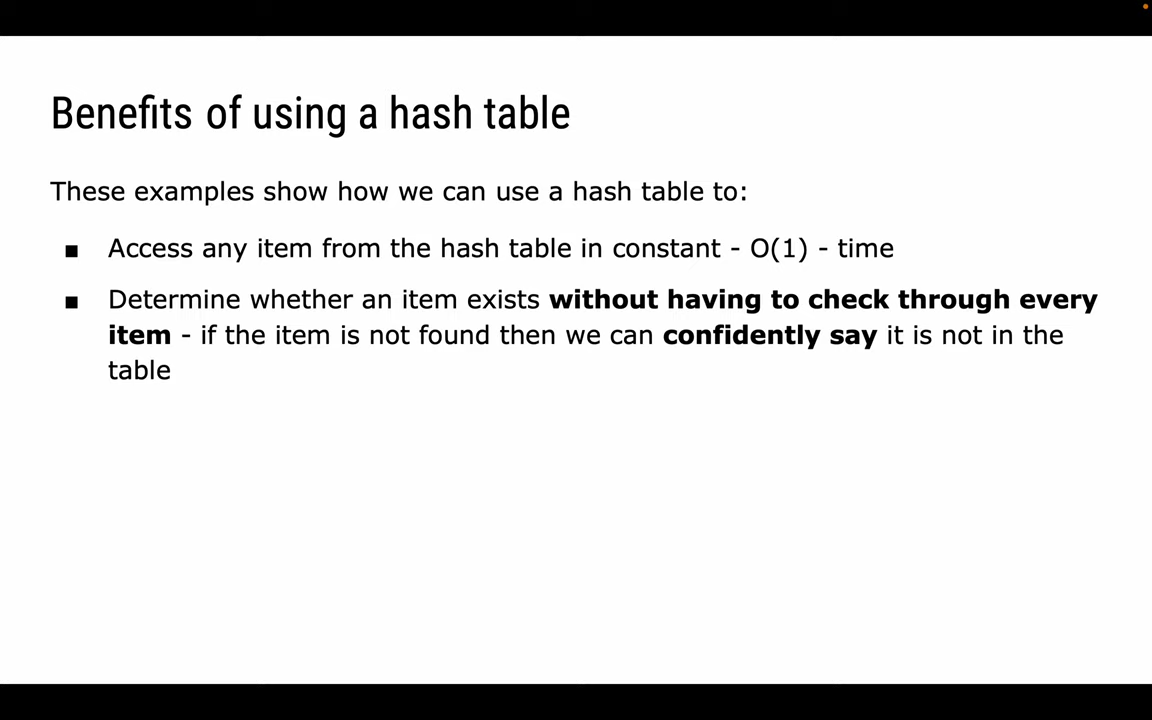 Benefits of using a hash table
These examples show how we can use a hash table to:
■ Access any item from the hash table in constant - O(1) - time
■ Determine whether an item exists without having to check through every
item - if the item is not found then we can confidently say it is not in the
table